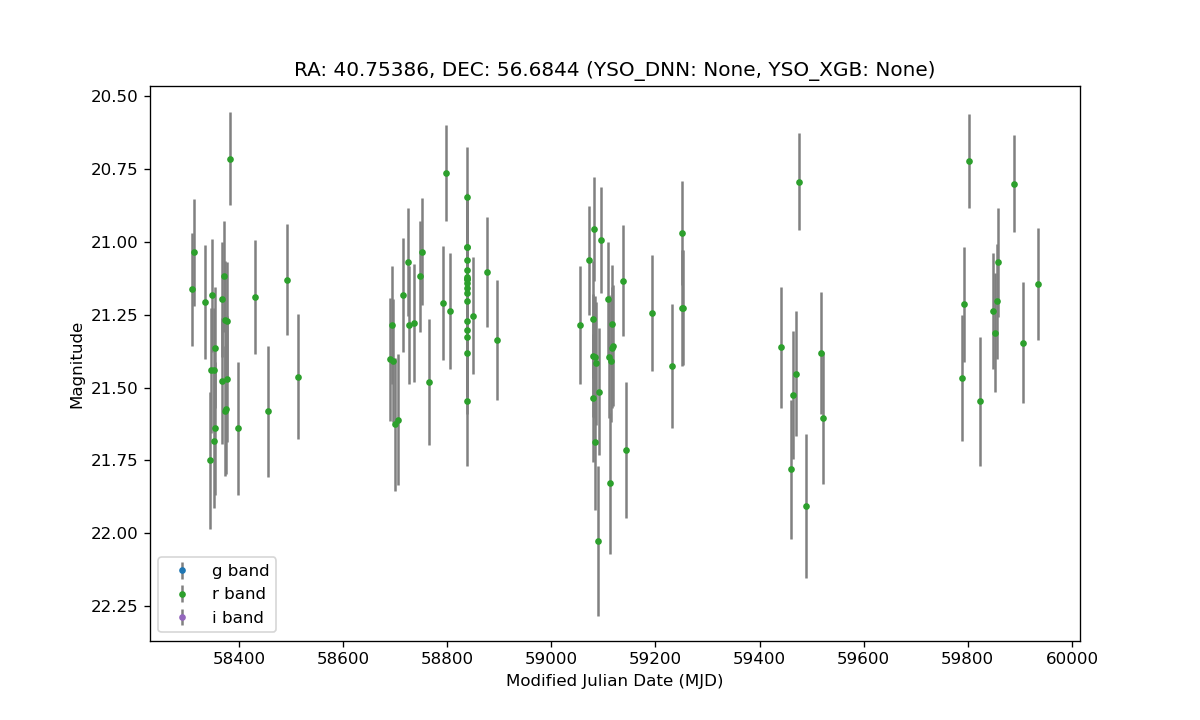 RA: 40.75386, DEC: 56.6844 (YSO_DNN: None, YSO_XGB: None)
20.50
20.75
21.00
21.25
21.50
21.75
22.00
22.25
Magnitude
g band
r band
i band
58400 58600 58800 59000 59200 59400 59600 59800 60000
Modified Julian Date (MJD)